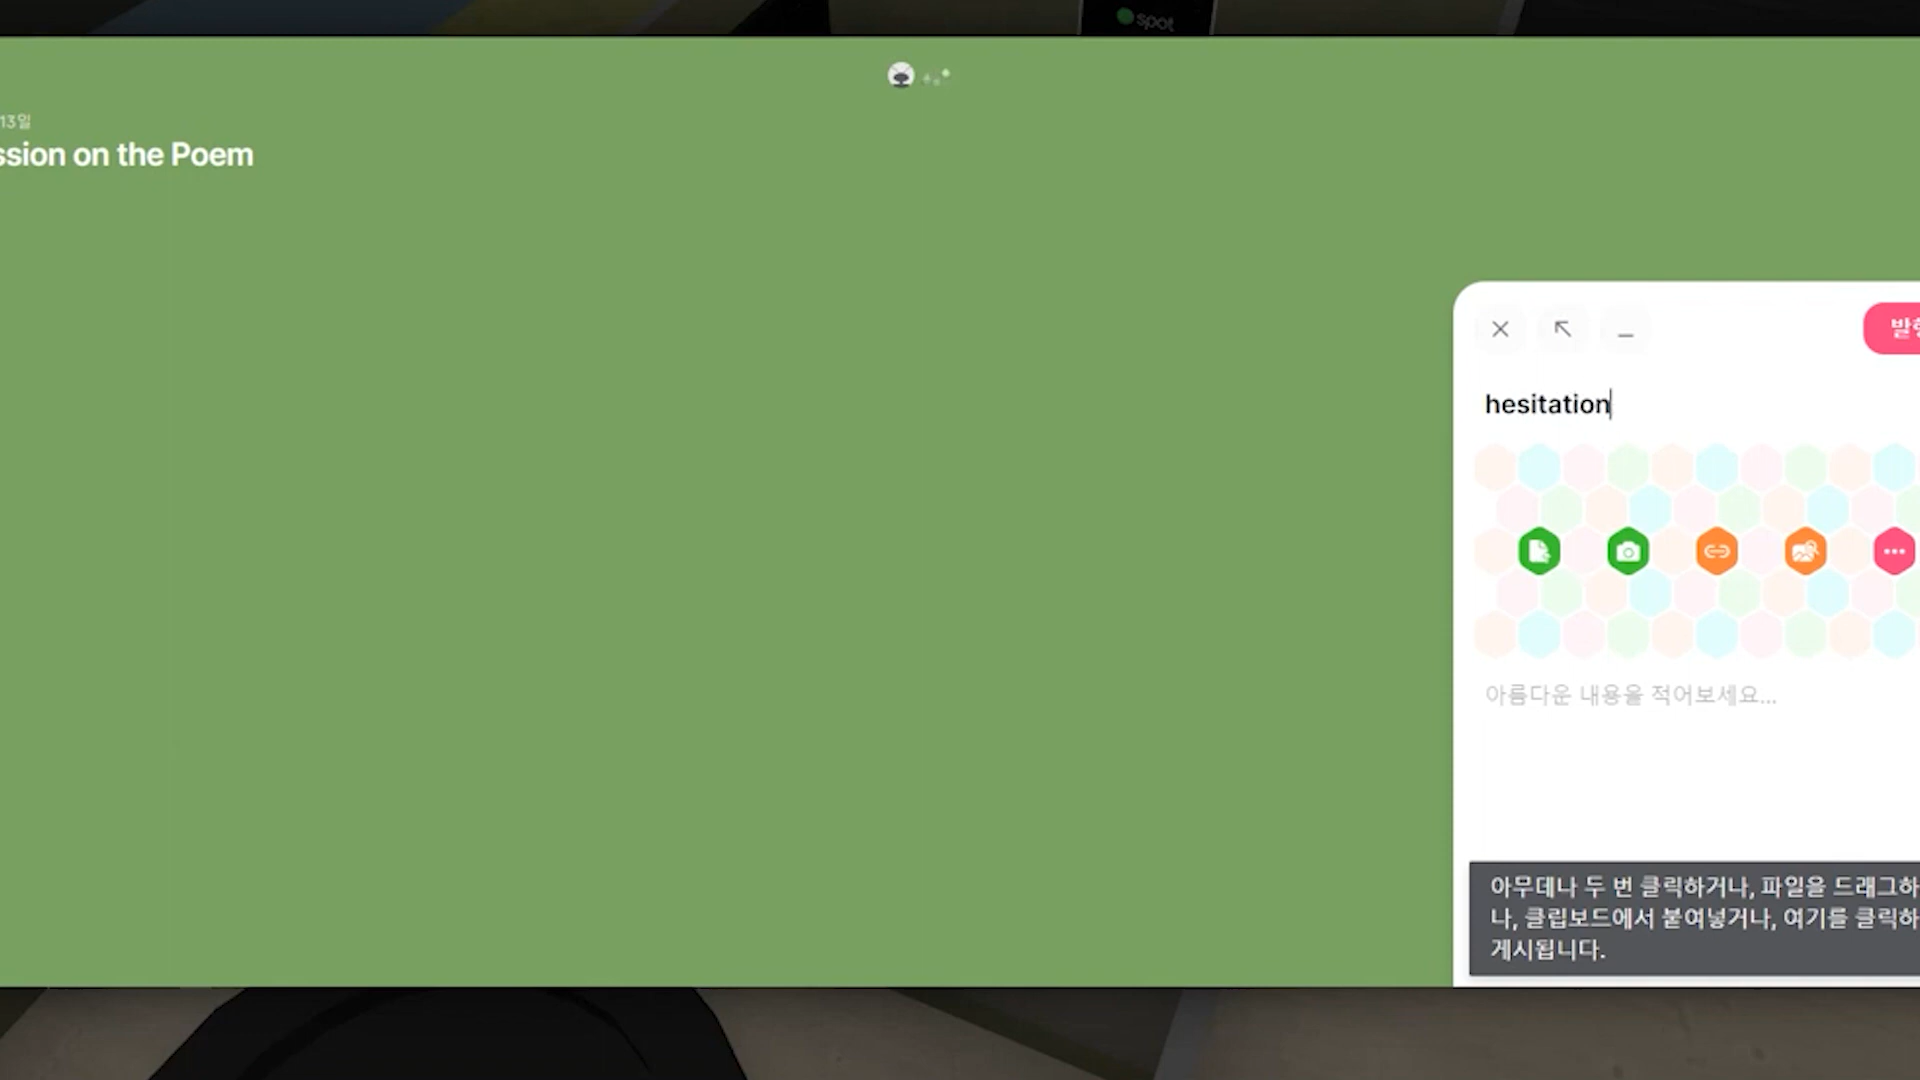 spot
13일
ssion on the Poem
발행
hesitation
아름다운 내용을 적어보세요...
아무데나 두 번 클릭하거나, 파일을 드래그하
나, 클립보드에서 붙여넣거나, 여기를 클릭하
게시됩니다.